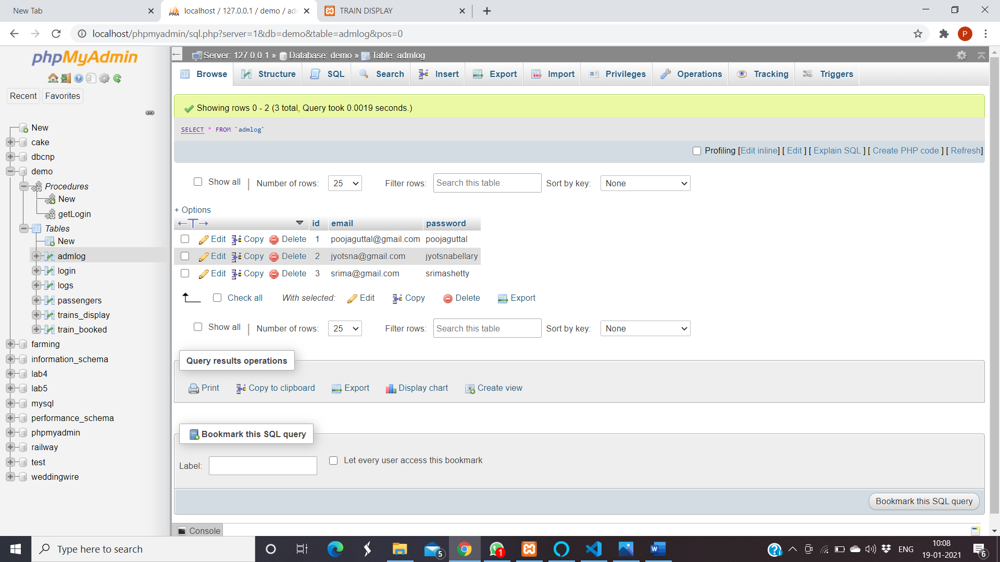 New Tab
localhost / 127.0.0.1 / demo / adm
TRAIN DISPLAY
localhost/phpmyadmin/sql.php?server=1&db=demo&table=admlog&pos=0
P
phpMyAdmin
Recent Favorites
New
cake
dbcnp
demo
Procedures
New
getLogin
Tables
New
admlog
login
logs
passengers
trains_display
train_booked
farming
information_schema
lab4
lab5
mysql
performance_schema
phpmyadmin
railway
test
weddingwire
Server: 127.0.0.1 » Database: demo » Table: admlog
Browse Structure SQL Search Insert Export Import Privileges Operations Tracking Triggers
Showing rows 0 - 2 (3 total, Query took 0.0019 seconds.)
SELECT * FROM `admlog`
Profiling [Edit inline] [ Edit ] [ Explain SQL ] [ Create PHP code ] [ Refresh]
Show all | Number of rows: 25 Filter rows: Search this table Sort by key: None
+ Options
←T→ id email password
Edit Copy Delete 1 poojaguttal@gmail.com poojaguttal
Edit Copy Delete 2 jyotsna@gmail.com jyotsnabellary
Edit Copy Delete 3 srima@gmail.com srimashetty
Check all With selected: Edit Copy Delete Export
Show all | Number of rows: 25 Filter rows: Search this table Sort by key: None
Query results operations
Print Copy to clipboard Export Display chart Create view
Bookmark this SQL query
Label: Let every user access this bookmark
Bookmark this SQL query
Console
Type here to search
5
1
ENG
10:08
19-01-2021
6